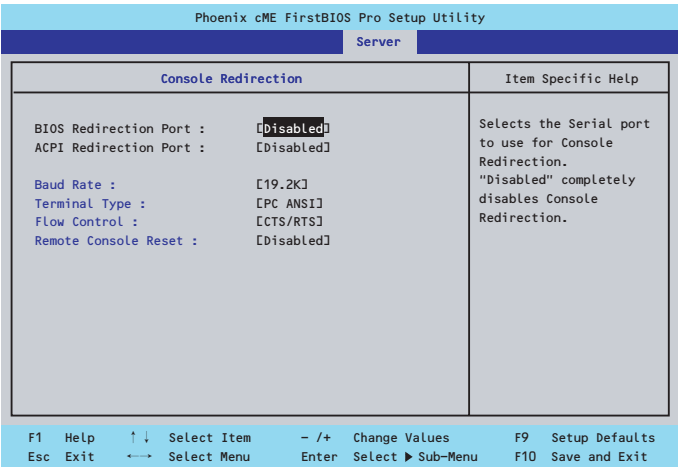 Phoenix cME FirstBIOS Pro Setup Utility
Server
Console Redirection
Item Specific Help
BIOS Redirection Port : [Disabled]
ACPI Redirection Port : [Disabled]
Baud Rate : [19.2K]
Terminal Type : [PC ANSI]
Flow Control : [CTS/RTS]
Remote Console Reset : [Disabled]
Selects the Serial port
to use for Console
Redirection.
"Disabled" completely
disables Console
Redirection.
F1 Help ↑↓ Select Item - /+ Change Values F9 Setup Defaults
Esc Exit ←→ Select Menu Enter Select ▶ Sub-Menu F10 Save and Exit